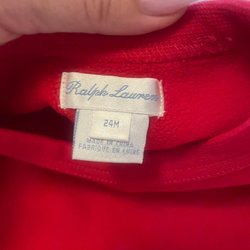 Ralph Lauren
24M
MADE IN CHINA
FABRIQUÉ EN CHINE